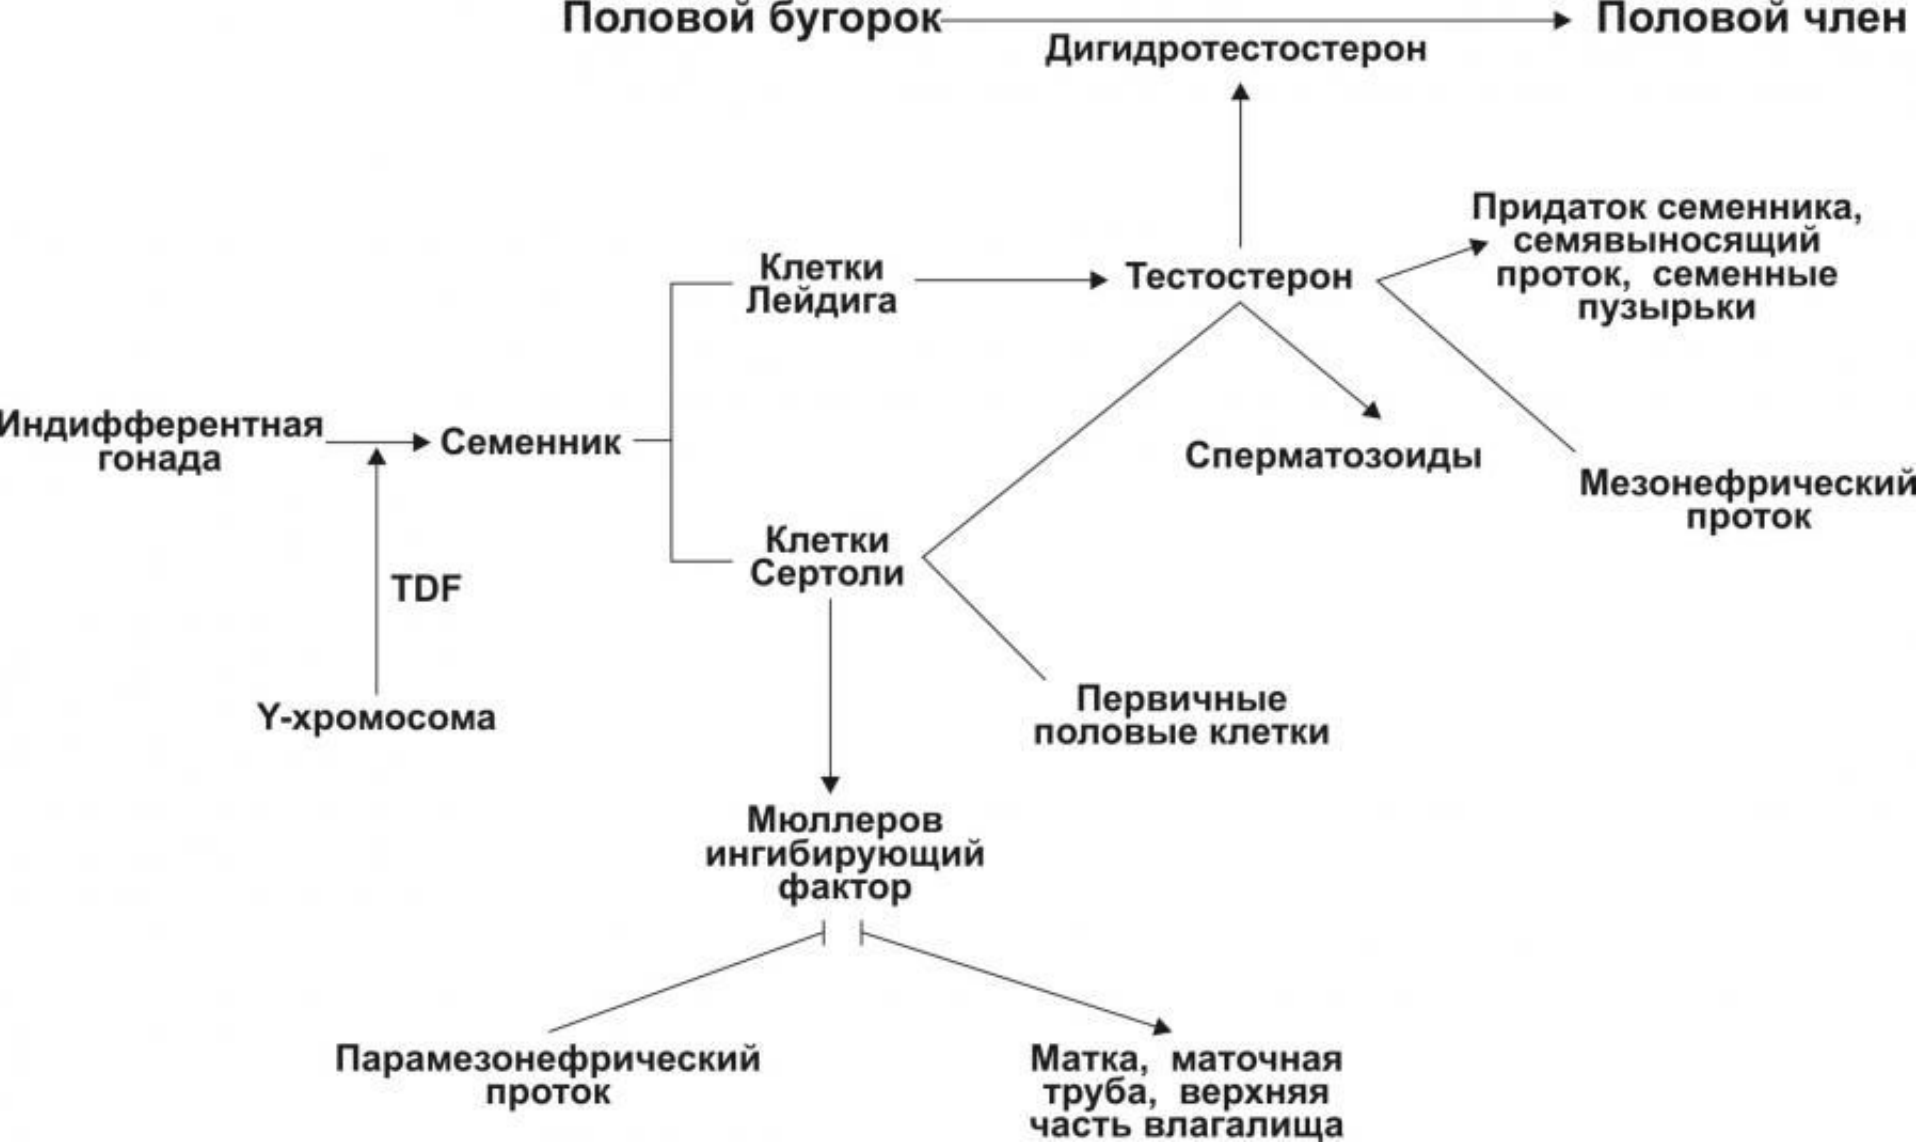 Половой бугорок
Половой член
Дигидротестостерон
Придаток семенника,
семявыносящий
проток, семенные
пузырьки
Клетки
Лейдига
Тестостерон
Индифферентная
гонада
Семенник
Сперматозоиды
Мезонефрический
проток
Клетки
Сертоли
TDF
Y-хромосома
Первичные
половые клетки
Мюллеров
ингибирующий
фактор
Парамезонефрический
проток
Матка, маточная
труба, верхняя
часть влагалища